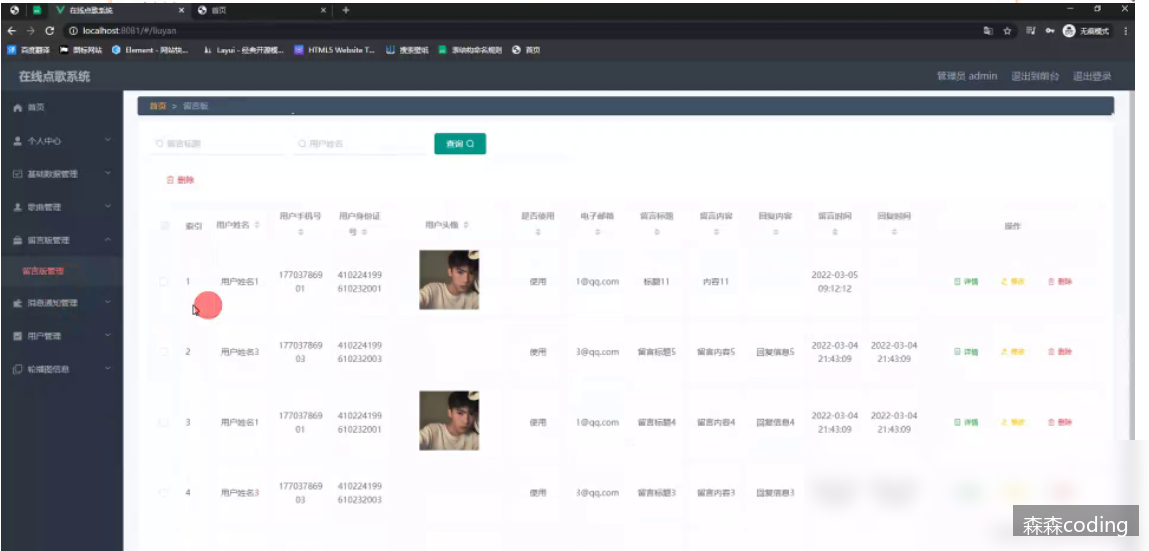 在线点歌系统
首页
localhost:8081/#/liuyan
无痕模式
百度翻译
图标网站
Element - 网站快...
Layui - 经典开源模...
HTML5 Website T...
搜索壁纸
首页
在线点歌系统
管理员 admin
退出到前台
退出登录
首页
个人中心
基础数据管理
歌曲管理
留言版管理
留言版管理
消息通知管理
用户管理
轮播图信息
首页 > 留言版
留言标题
用户姓名
查询
删除
索引 用户姓名 用户手机号 用户身份证号 用户头像 是否使用 电子邮箱 留言标题 留言内容 回复内容 留言时间 回复时间 操作
1 用户姓名1 17703786901 410224199610232001 使用 1@qq.com 标题11 内容11 2022-03-05 09:12:12 详情 修改 删除
2 用户姓名3 17703786903 410224199610232003 使用 3@qq.com 留言标题5 留言内容5 回复信息5 2022-03-04 21:43:09 2022-03-04 21:43:09 详情 修改 删除
3 用户姓名1 17703786901 410224199610232001 使用 1@qq.com 留言标题4 留言内容4 回复信息4 2022-03-04 21:43:09 2022-03-04 21:43:09 详情 修改 删除
4 用户姓名3 17703786903 410224199610232003 使用 3@qq.com 留言标题3 留言内容3 回复信息3
森森coding